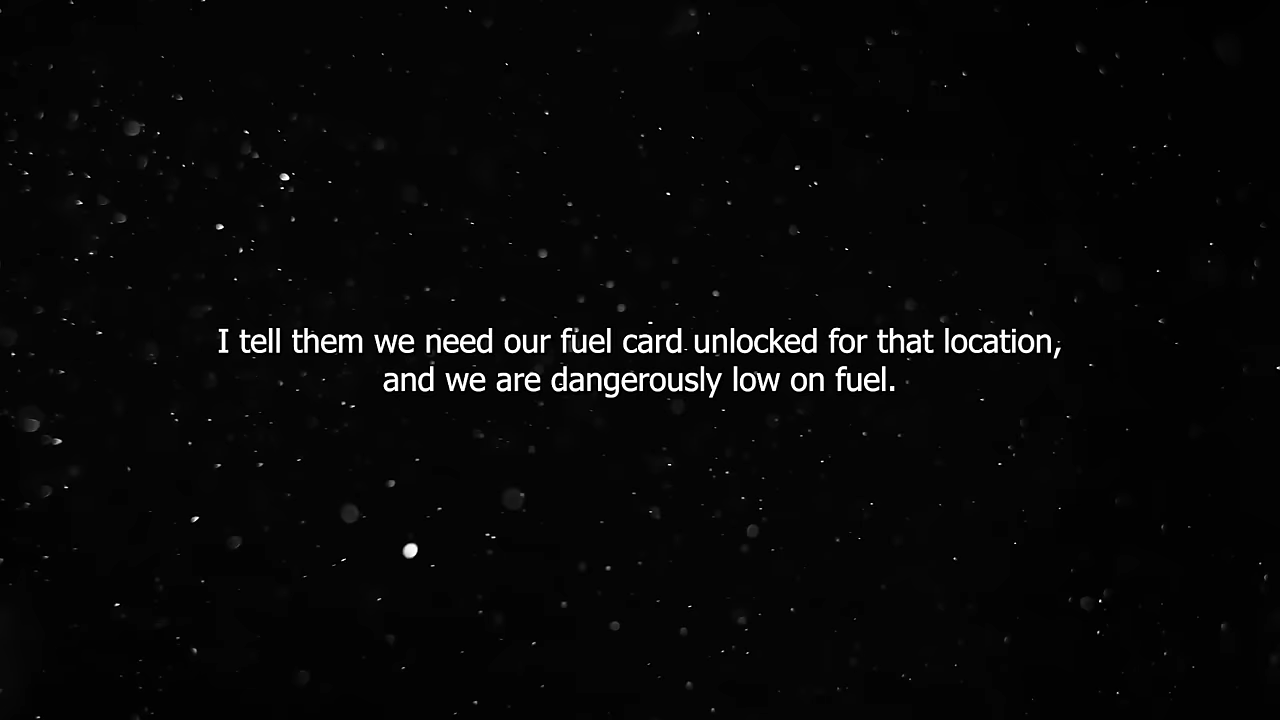 I tell them we need our fuel card unlocked for that location,
and we are dangerously low on fuel.